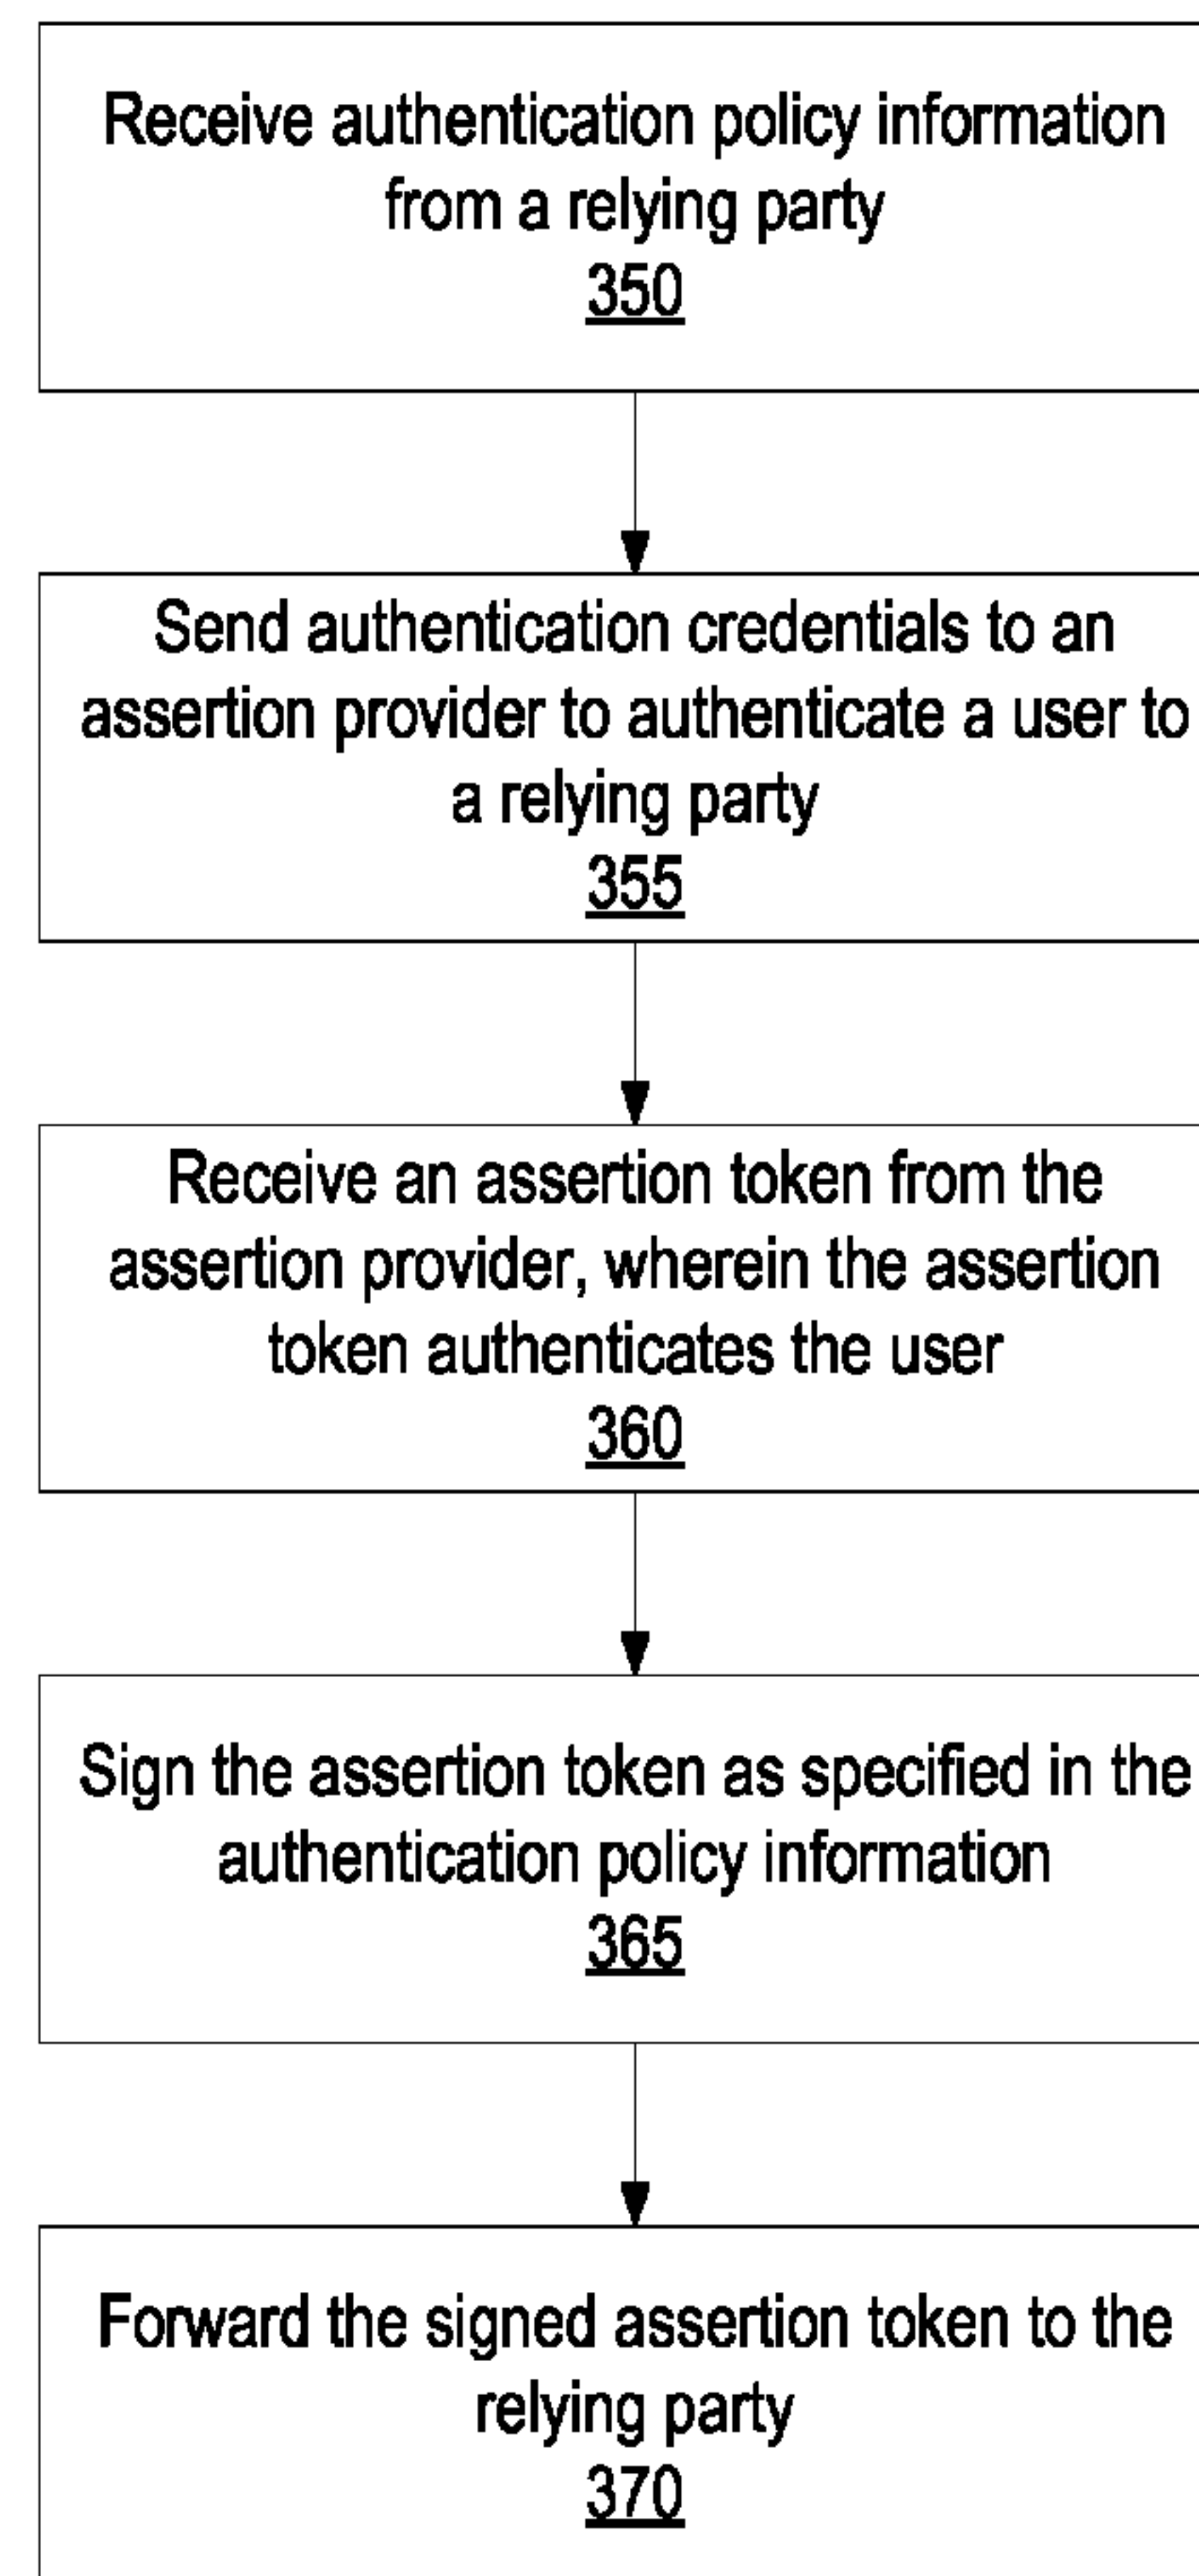 Receive authentication policy information
from a relying party
350
Send authentication credentials to an
assertion provider to authenticate a user to
a relying party
355
Receive an assertion token from the
assertion provider, wherein the assertion
token authenticates the user
360
Sign the assertion token as specified in the
authentication policy information
365
Forward the signed assertion token to the
relying party
370